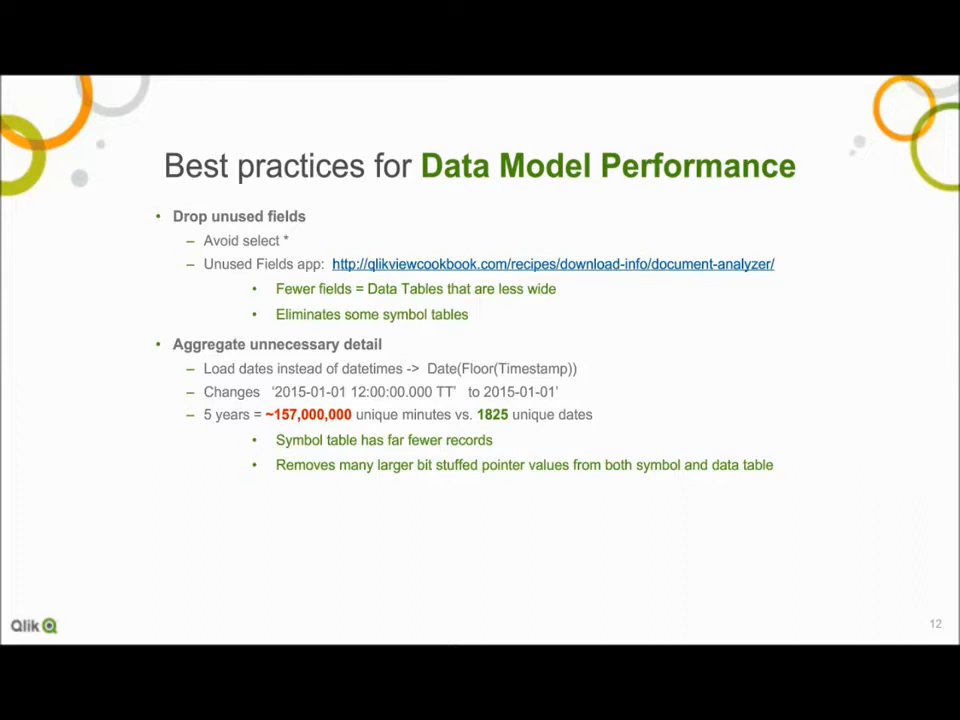 Best practices for Data Model Performance
• Drop unused fields
– Avoid select *
– Unused Fields app: http://qlikviewcookbook.com/recipes/download-info/document-analyzer/
• Fewer fields = Data Tables that are less wide
• Eliminates some symbol tables
• Aggregate unnecessary detail
– Load dates instead of datetimes -> Date(Floor(Timestamp))
– Changes ‘2015-01-01 12:00:00.000 TT’ to 2015-01-01’
– 5 years = ~157,000,000 unique minutes vs. 1825 unique dates
• Symbol table has far fewer records
• Removes many larger bit stuffed pointer values from both symbol and data table
Qlik
12